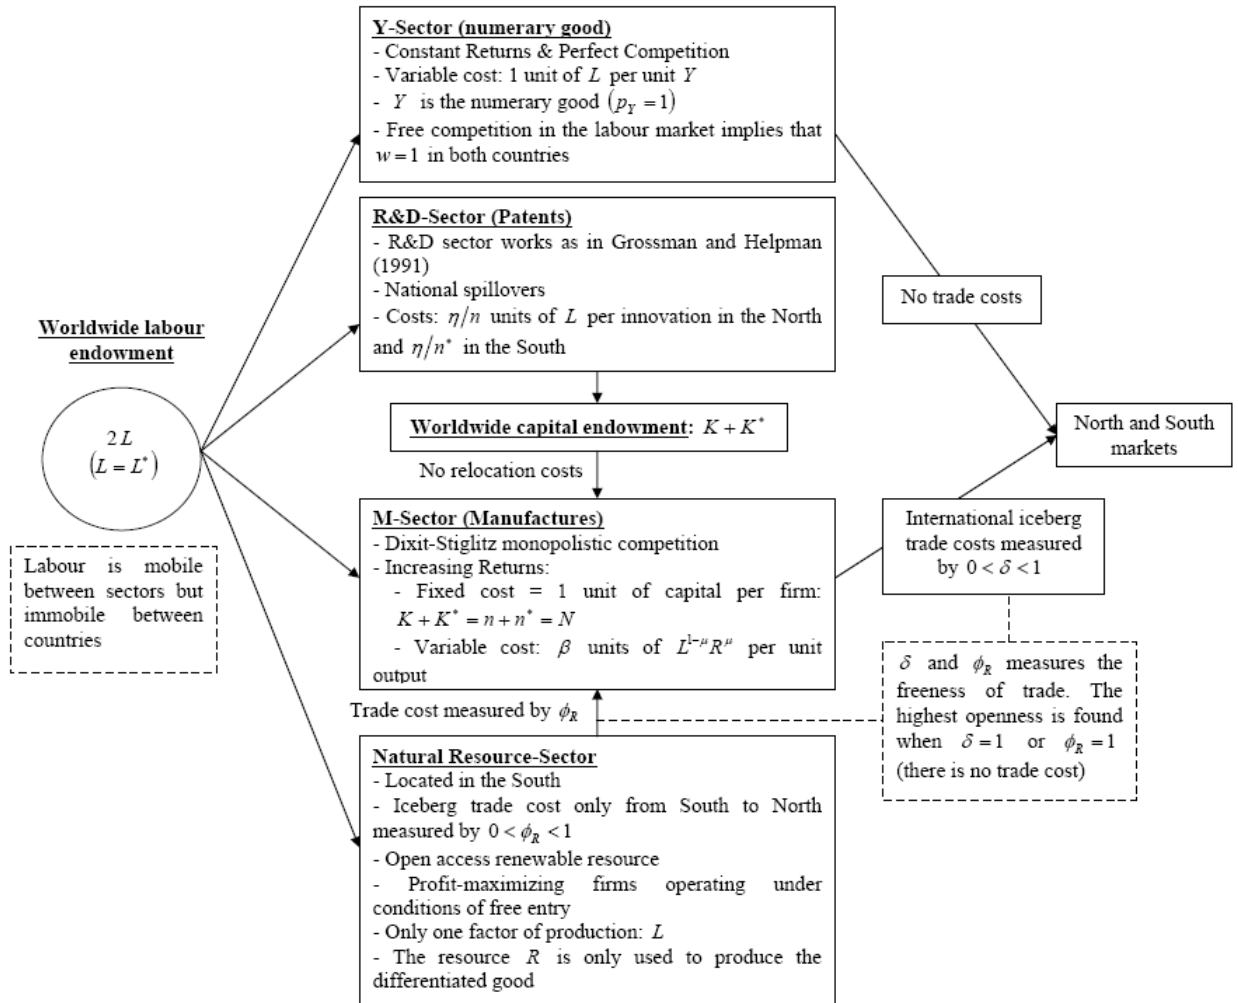 Y-Sector (numerary good)
- Constant Returns & Perfect Competition
- Variable cost: 1 unit of L per unit Y
- Y is the numerary good (p_Y = 1)
- Free competition in the labour market implies that
w = 1 in both countries
R&D-Sector (Patents)
- R&D sector works as in Grossman and Helpman
(1991)
- National spillovers
- Costs: η/n units of L per innovation in the North
and η/n* in the South
No trade costs
Worldwide labour
endowment
2L
(L = L*)
Labour is mobile
between sectors but
immobile between
countries
Worldwide capital endowment: K + K*
No relocation costs
North and South
markets
M-Sector (Manufactures)
- Dixit-Stiglitz monopolistic competition
- Increasing Returns:
- Fixed cost = 1 unit of capital per firm:
K + K* = n + n* = N
- Variable cost: β units of L^{1-μ}R^μ per unit
output
International iceberg
trade costs measured
by 0 < δ < 1
Trade cost measured by ϕ_R
δ and ϕ_R measures the
freeness of trade. The
highest openness is found
when δ = 1 or ϕ_R = 1
(there is no trade cost)
Natural Resource-Sector
- Located in the South
- Iceberg trade cost only from South to North
measured by 0 < ϕ_R < 1
- Open access renewable resource
- Profit-maximizing firms operating under
conditions of free entry
- Only one factor of production: L
- The resource R is only used to produce the
differentiated good